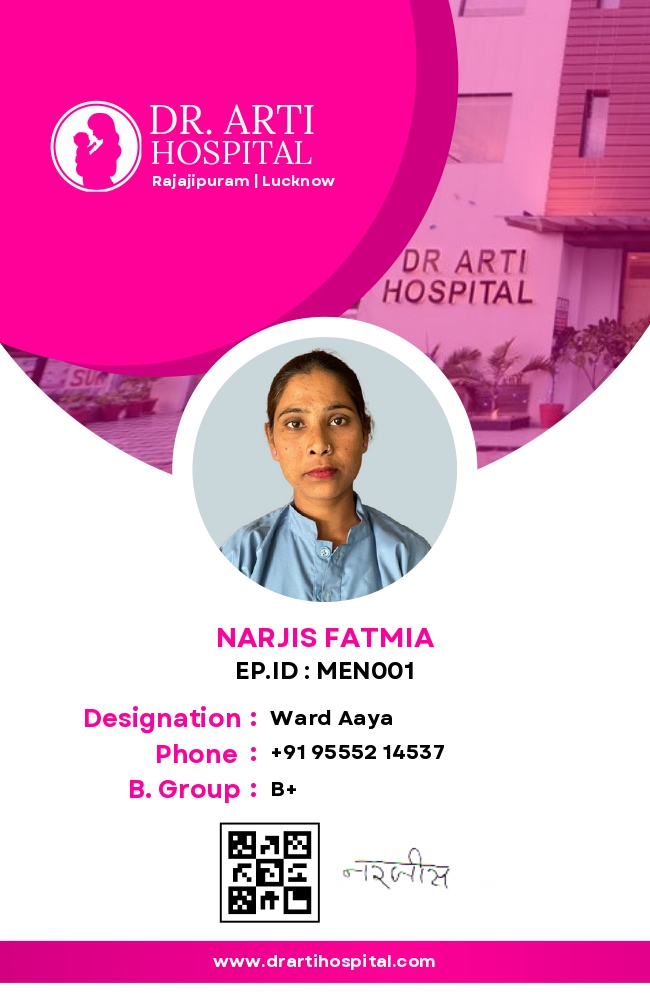 DR. ARTI
HOSPITAL
Rajajipuram | Lucknow
DR ARTI
HOSPITAL
SUR
NARJIS FATMIA
EP.ID : MEN001
Designation : Ward Aaya
Phone : +91 95552 14537
B. Group : B+
नरजीस
www.drartihospital.com